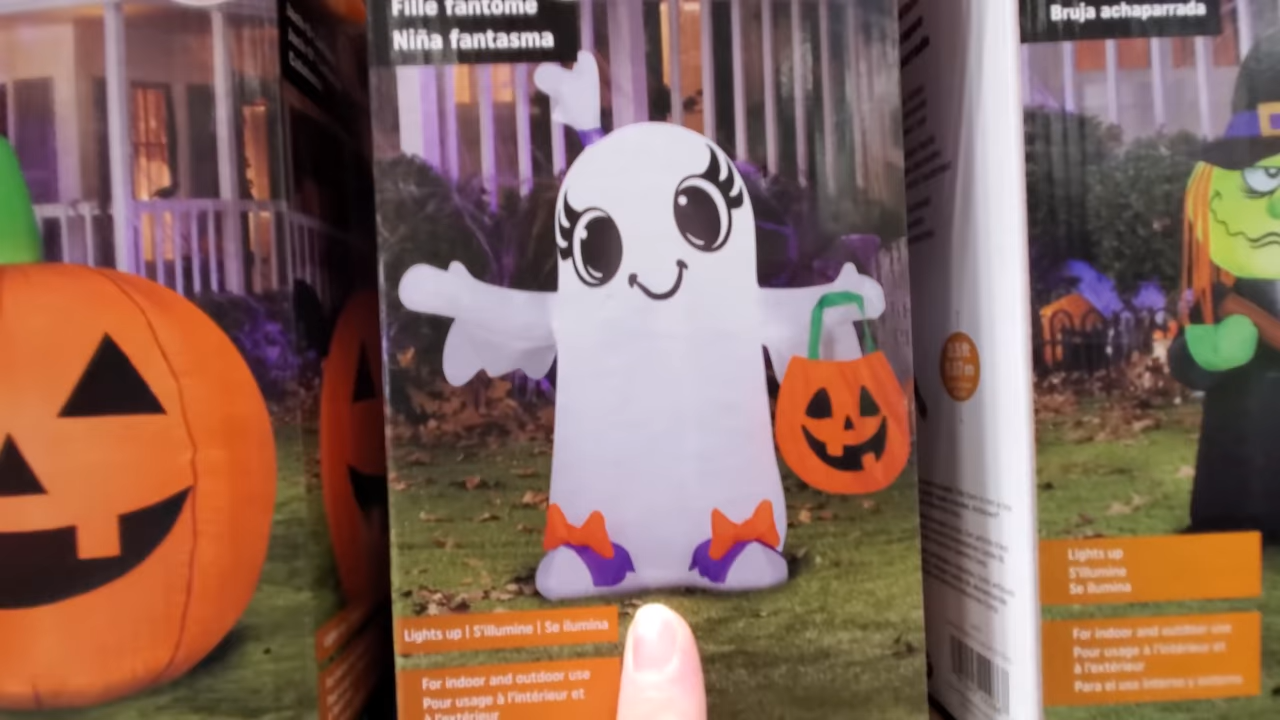 Fille fantôme
Niña fantasma
Bruja achaparrada
Lights up | S'illumine | Se ilumina
For indoor and outdoor use
Pour usage à l'intérieur et
à l'extérieur
Lights up
S'illumine
Se ilumina
For indoor and outdoor use
Pour usage à l'intérieur et
à l'extérieur
Para el uso interno y externo